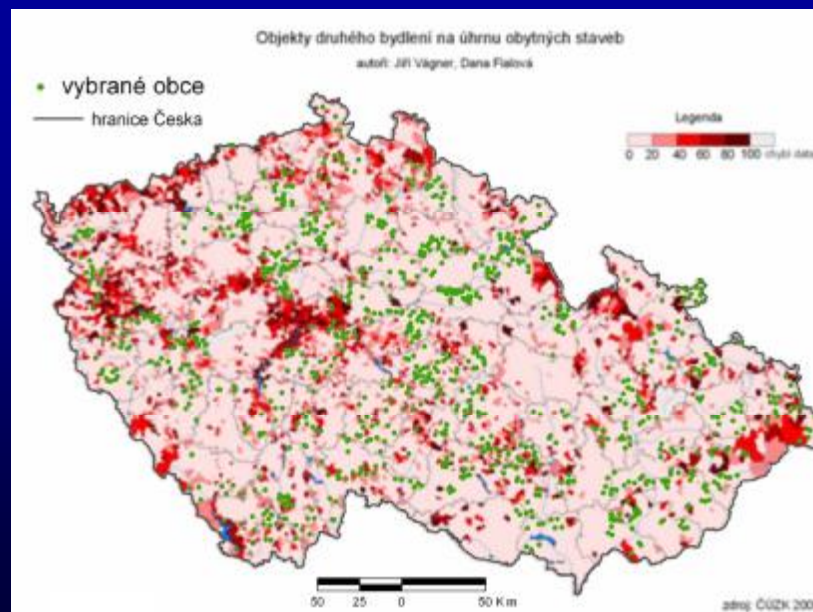 Objekty druhého bydlení na úhrnu obytných staveb
autoři: Jiří Vágner, Dana Fialová
vybrané obce
hranice Česka
Legenda
0 20 40 60 80 100 chybí data
50 25 0 50 Km
zdroj: ČÚZK